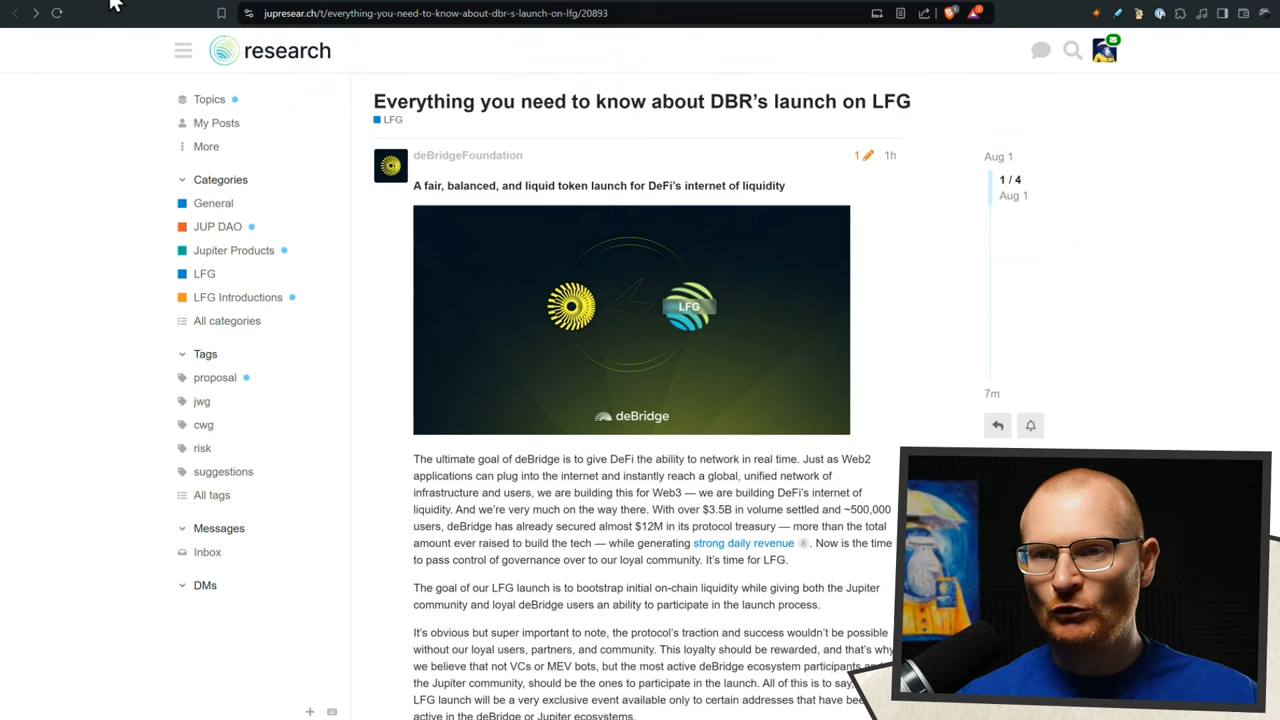 jupresear.ch/t/everything-you-need-to-know-about-dbr-s-launch-on-lfg/20893
research
Topics
My Posts
More
Categories
General
JUP DAO
Jupiter Products
LFG
LFG Introductions
All categories
Tags
proposal
jwg
cwg
risk
suggestions
All tags
Messages
Inbox
DMs
Everything you need to know about DBR's launch on LFG
LFG
deBridgeFoundation
1
1h
A fair, balanced, and liquid token launch for DeFi's internet of liquidity
LFG
deBridge
The ultimate goal of deBridge is to give DeFi the ability to network in real time. Just as Web2
applications can plug into the internet and instantly reach a global, unified network of
infrastructure and users, we are building this for Web3 — we are building DeFi's internet of
liquidity. And we're very much on the way there. With over $3.5B in volume settled and ~500,000
users, deBridge has already secured almost $12M in its protocol treasury — more than the total
amount ever raised to build the tech — while generating strong daily revenue 8 . Now is the time
to pass control of governance over to our loyal community. It's time for LFG.
The goal of our LFG launch is to bootstrap initial on-chain liquidity while giving both the Jupiter
community and loyal deBridge users an ability to participate in the launch process.
It's obvious but super important to note, the protocol's traction and success wouldn't be possible
without our loyal users, partners, and community. This loyalty should be rewarded, and that's why
we believe that not VCs or MEV bots, but the most active deBridge ecosystem participants and
the Jupiter community, should be the ones to participate in the launch. All of this is to say,
LFG launch will be a very exclusive event available only to certain addresses that have been
active in the deBridge or Jupiter ecosystems.
Aug 1
1 / 4
Aug 1
7m